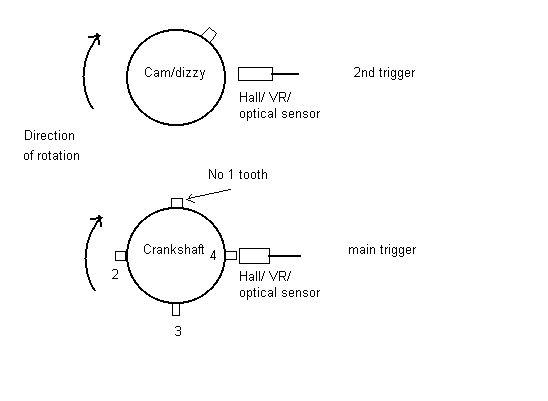 Cam/dizzy
2nd trigger
Hall/ VR/
optical sensor
Direction
of rotation
No 1 tooth
Crankshaft
4
main trigger
2
Hall/ VR/
optical sensor
3